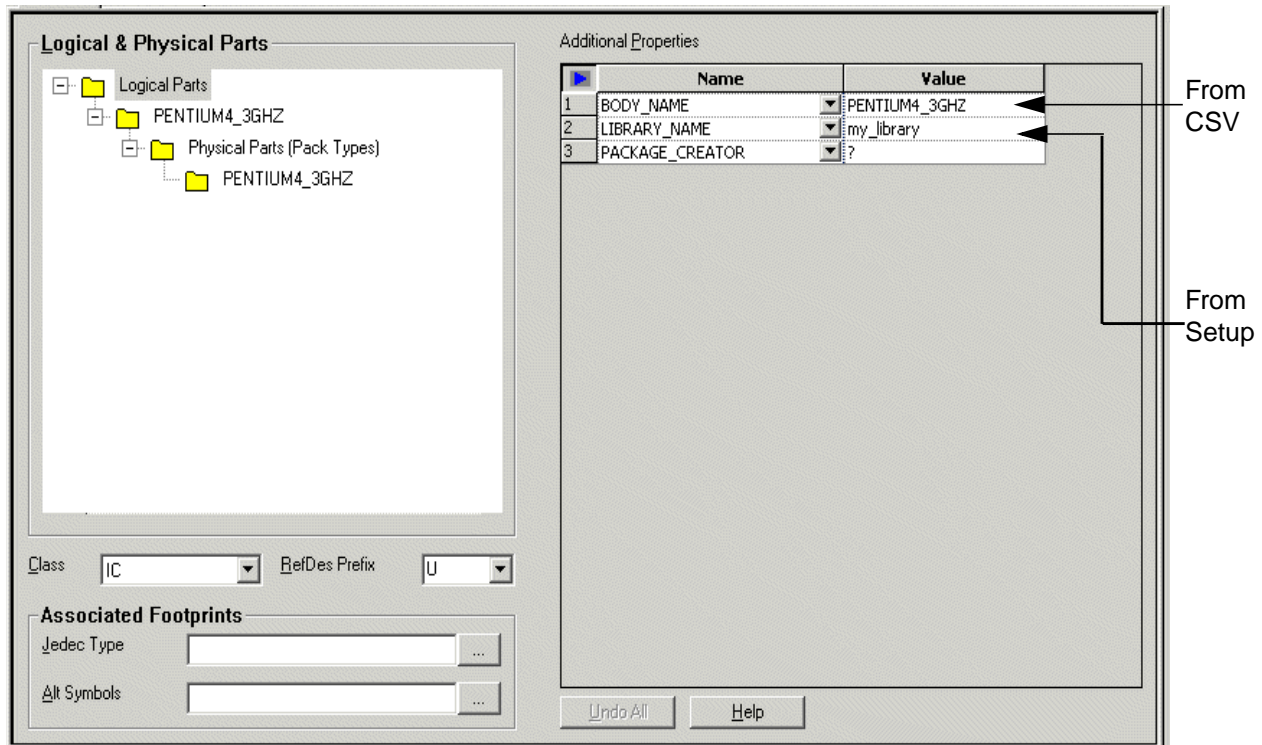 Logical & Physical Parts
Logical Parts
PENTIUM4_3GHZ
Physical Parts (Pack Types)
PENTIUM4_3GHZ
Class
IC
RefDes Prefix
U
Associated Footprints
Jedec Type
...
Alt Symbols
...
Additional Properties
Name Value
1 BODY_NAME PENTIUM4_3GHZ
2 LIBRARY_NAME my_library
3 PACKAGE_CREATOR ?
Undo All
Help
From
CSV
From
Setup